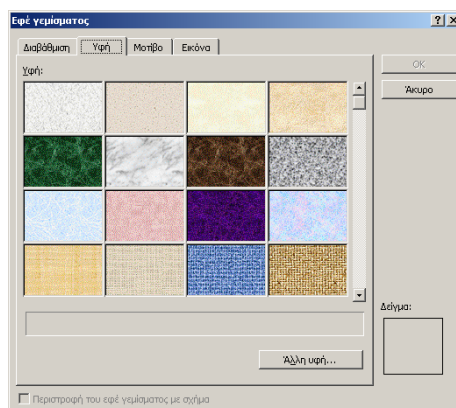 Εφέ γεμίσματος
Διαβάθμιση Υφή Μοτίβο Εικόνα
Υφή:
OK
Άκυρο
Δείγμα:
Άλλη υφή...
Περιστροφή του εφέ γεμίσματος με σχήμα